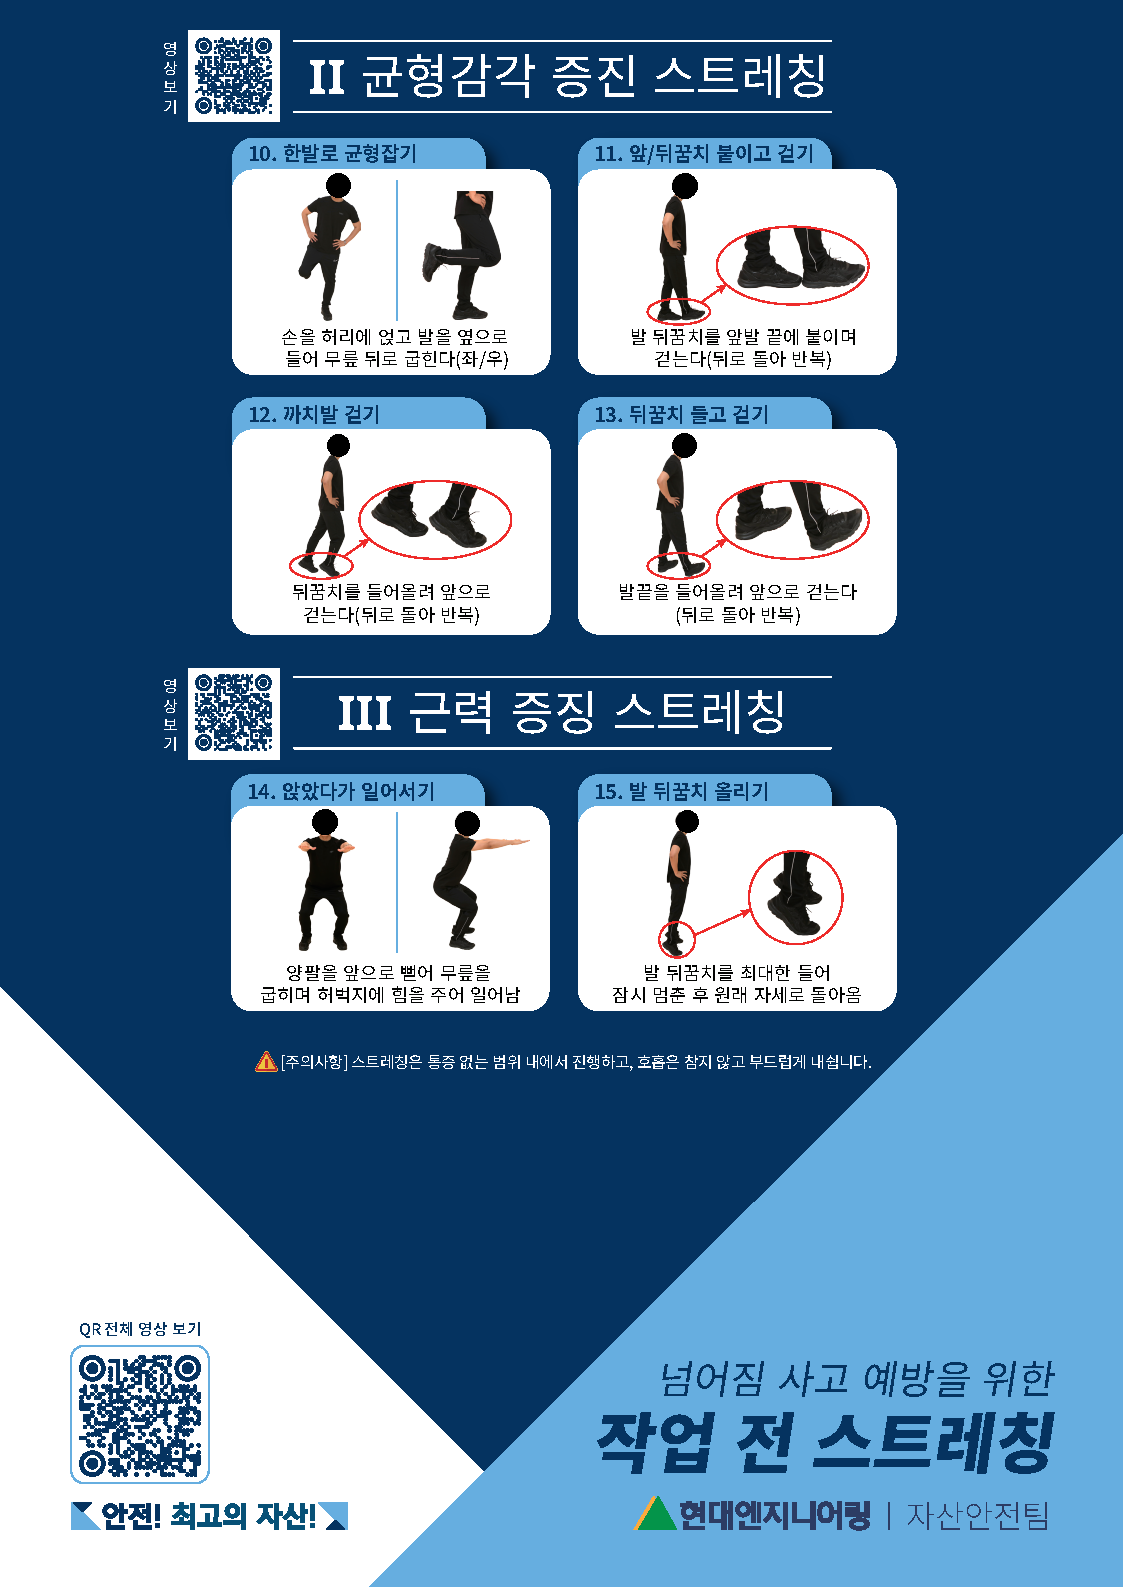 영상보기
II 균형감각 증진 스트레칭
10. 한발로 균형잡기
손을 허리에 얹고 발을 옆으로
들어 무릎 뒤로 굽힌다(좌/우)
11. 앞/뒤꿈치 붙이고 걷기
발 뒤꿈치를 앞발 끝에 붙이며
걷는다(뒤로 돌아 반복)
12. 까치발 걷기
뒤꿈치를 들어올려 앞으로
걷는다(뒤로 돌아 반복)
13. 뒤꿈치 들고 걷기
발끝을 들어올려 앞으로 걷는다
(뒤로 돌아 반복)
영상보기
III 근력 증징 스트레칭
14. 앉았다가 일어서기
양팔을 앞으로 뻗어 무릎을
굽히며 허벅지에 힘을 주어 일어남
15. 발 뒤꿈치 올리기
발 뒤꿈치를 최대한 들어
잠시 멈춘 후 원래 자세로 돌아옴
[주의사항] 스트레칭은 통증 없는 범위 내에서 진행하고, 호흡은 참지 않고 부드럽게 내쉽니다.
QR 전체 영상 보기
안전! 최고의 자산!
넘어짐 사고 예방을 위한
작업 전 스트레칭
현대엔지니어링 | 자산안전팀